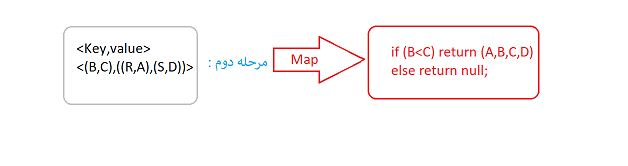 <Key,value>
<(B,C),((R,A),(S,D))>
مرحله دوم :
Map
if (B<C) return (A,B,C,D)
else return null;